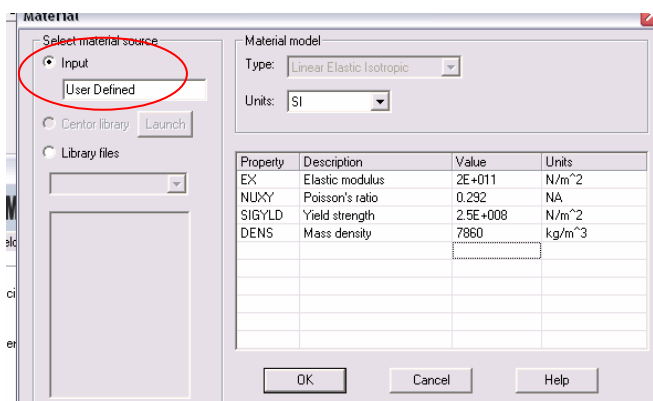 Material
Select material source
Input
User Defined
Centor library Launch
Library files
Material model
Type: Linear Elastic Isotropic
Units: SI
Property Description Value Units
EX Elastic modulus 2E+011 N/m^2
NUXY Poisson's ratio 0.292 NA
SIGYLD Yield strength 2.5E+008 N/m^2
DENS Mass density 7860 kg/m^3
OK Cancel Help